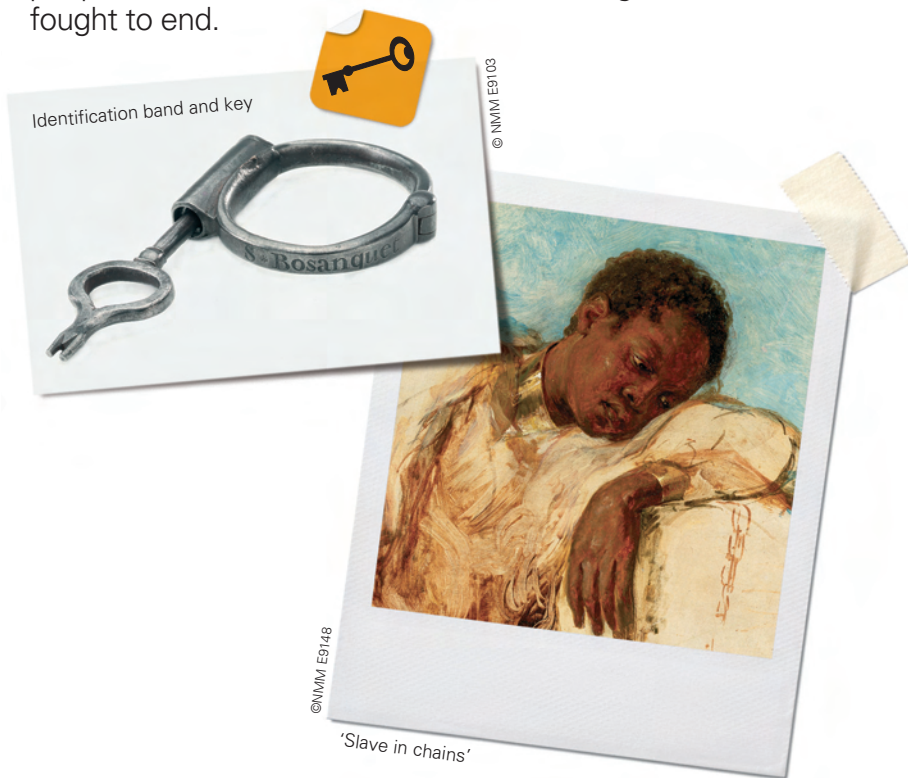 fought to end.
Identification band and key
© NMM E9103
S * Bosanquet
©NMM E9148
'Slave in chains'